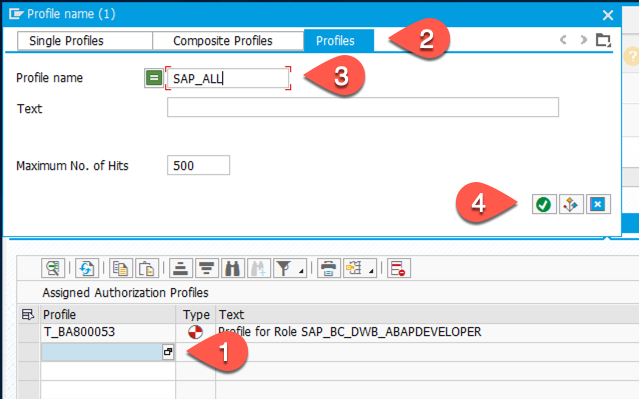 Profile name (1)
Single Profiles Composite Profiles Profiles 2
Profile name = SAP_ALL 3
Text
Maximum No. of Hits 500
4
Assigned Authorization Profiles
Profile Type Text
T_BA800053 Profile for Role SAP_BC_DWB_ABAPDEVELOPER
1